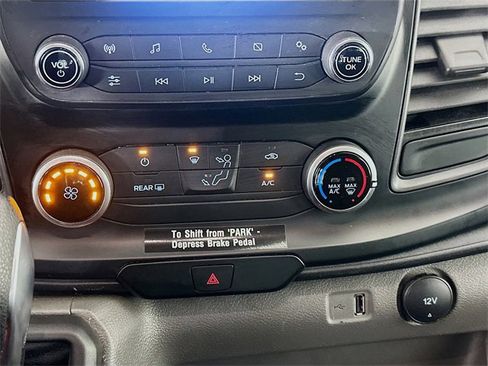 VOL
TUNE
OK
REAR
A/C
MAX
A/C
MAX
To Shift from 'PARK' -
Depress Brake Pedal
12V